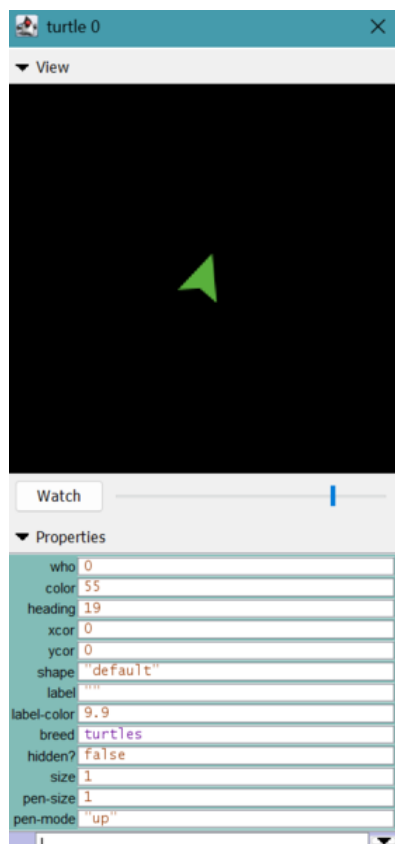 turtle 0
View
Watch
Properties
who 0
color 55
heading 19
xcor 0
ycor 0
shape "default"
label ""
label-color 9.9
breed turtles
hidden? false
size 1
pen-size 1
pen-mode "up"